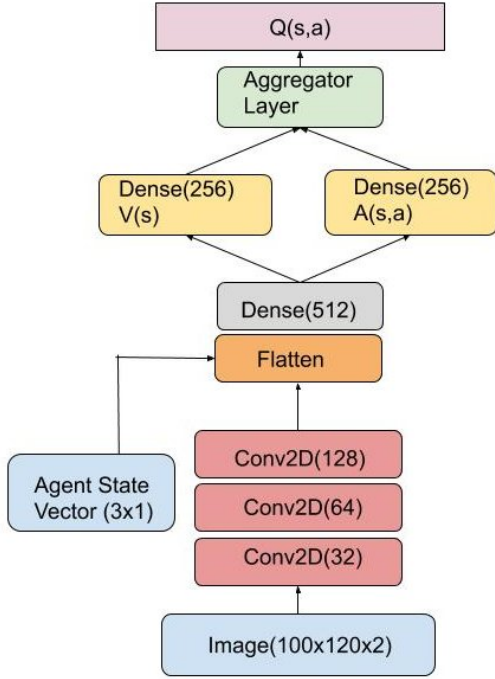 Q(s,a)
Aggregator
Layer
Dense(256)
V(s)
Dense(256)
A(s,a)
Dense(512)
Flatten
Agent State
Vector (3x1)
Conv2D(128)
Conv2D(64)
Conv2D(32)
Image(100x120x2)